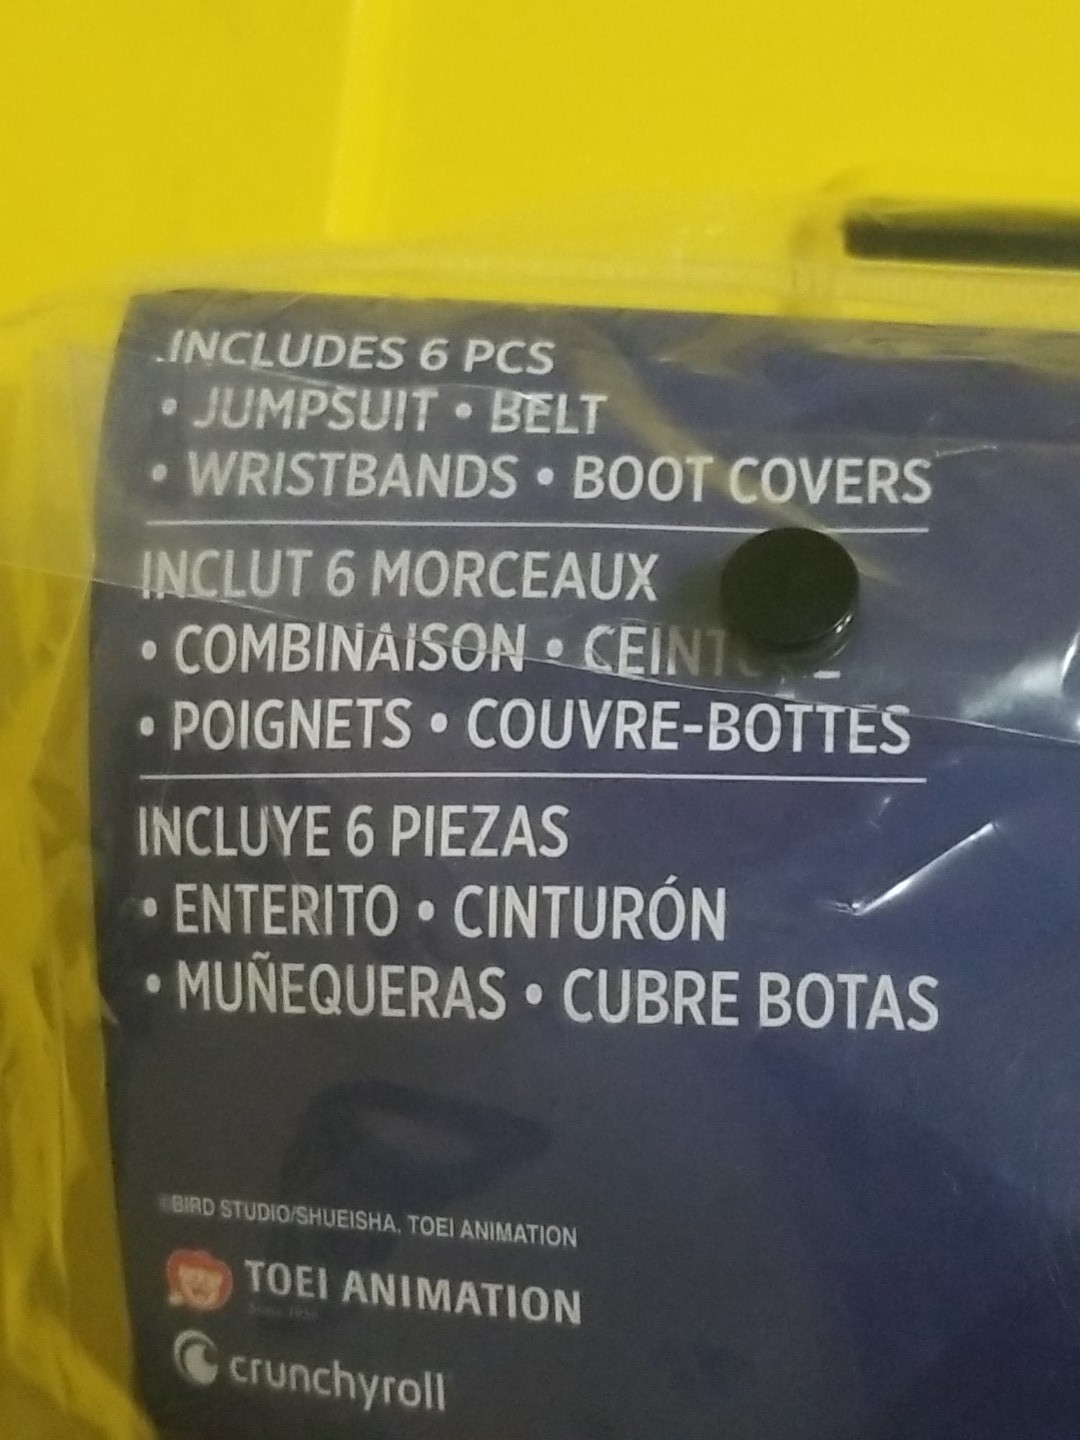 INCLUDES 6 PCS
• JUMPSUIT • BELT
• WRISTBANDS • BOOT COVERS
INCLUT 6 MORCEAUX
• COMBINAISON •
• POIGNETS • COUVRE-BOTTES
INCLUYE 6 PIEZAS
• ENTERITO • CINTURÓN
• MUÑEQUERAS • CUBRE BOTAS
©BIRD STUDIO/SHUEISHA, TOEI ANIMATION
TOEI ANIMATION
crunchyroll